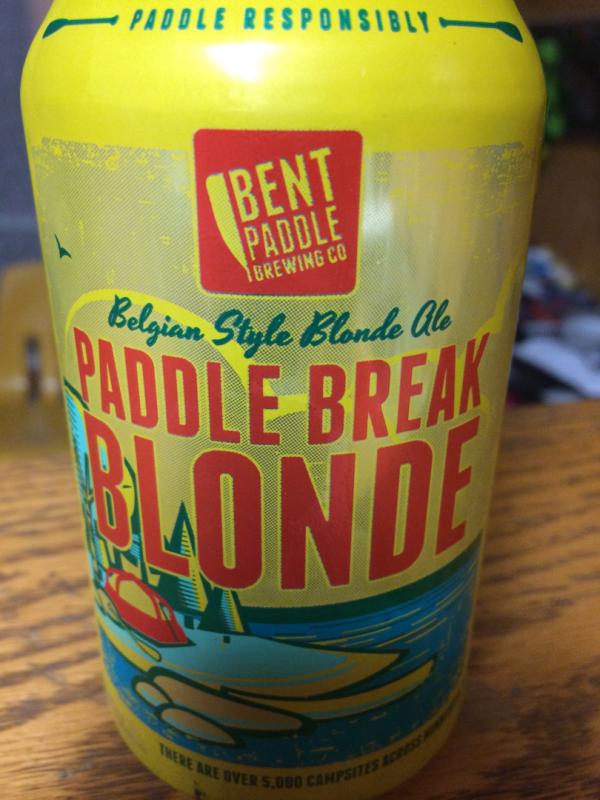 PADDLE RESPONSIBLY
BENT
PADDLE
BREWING CO
Belgian Style Blonde Ale
PADDLE BREAK
BLONDE
THERE ARE OVER 5,000 CAMPSITES ACROSS